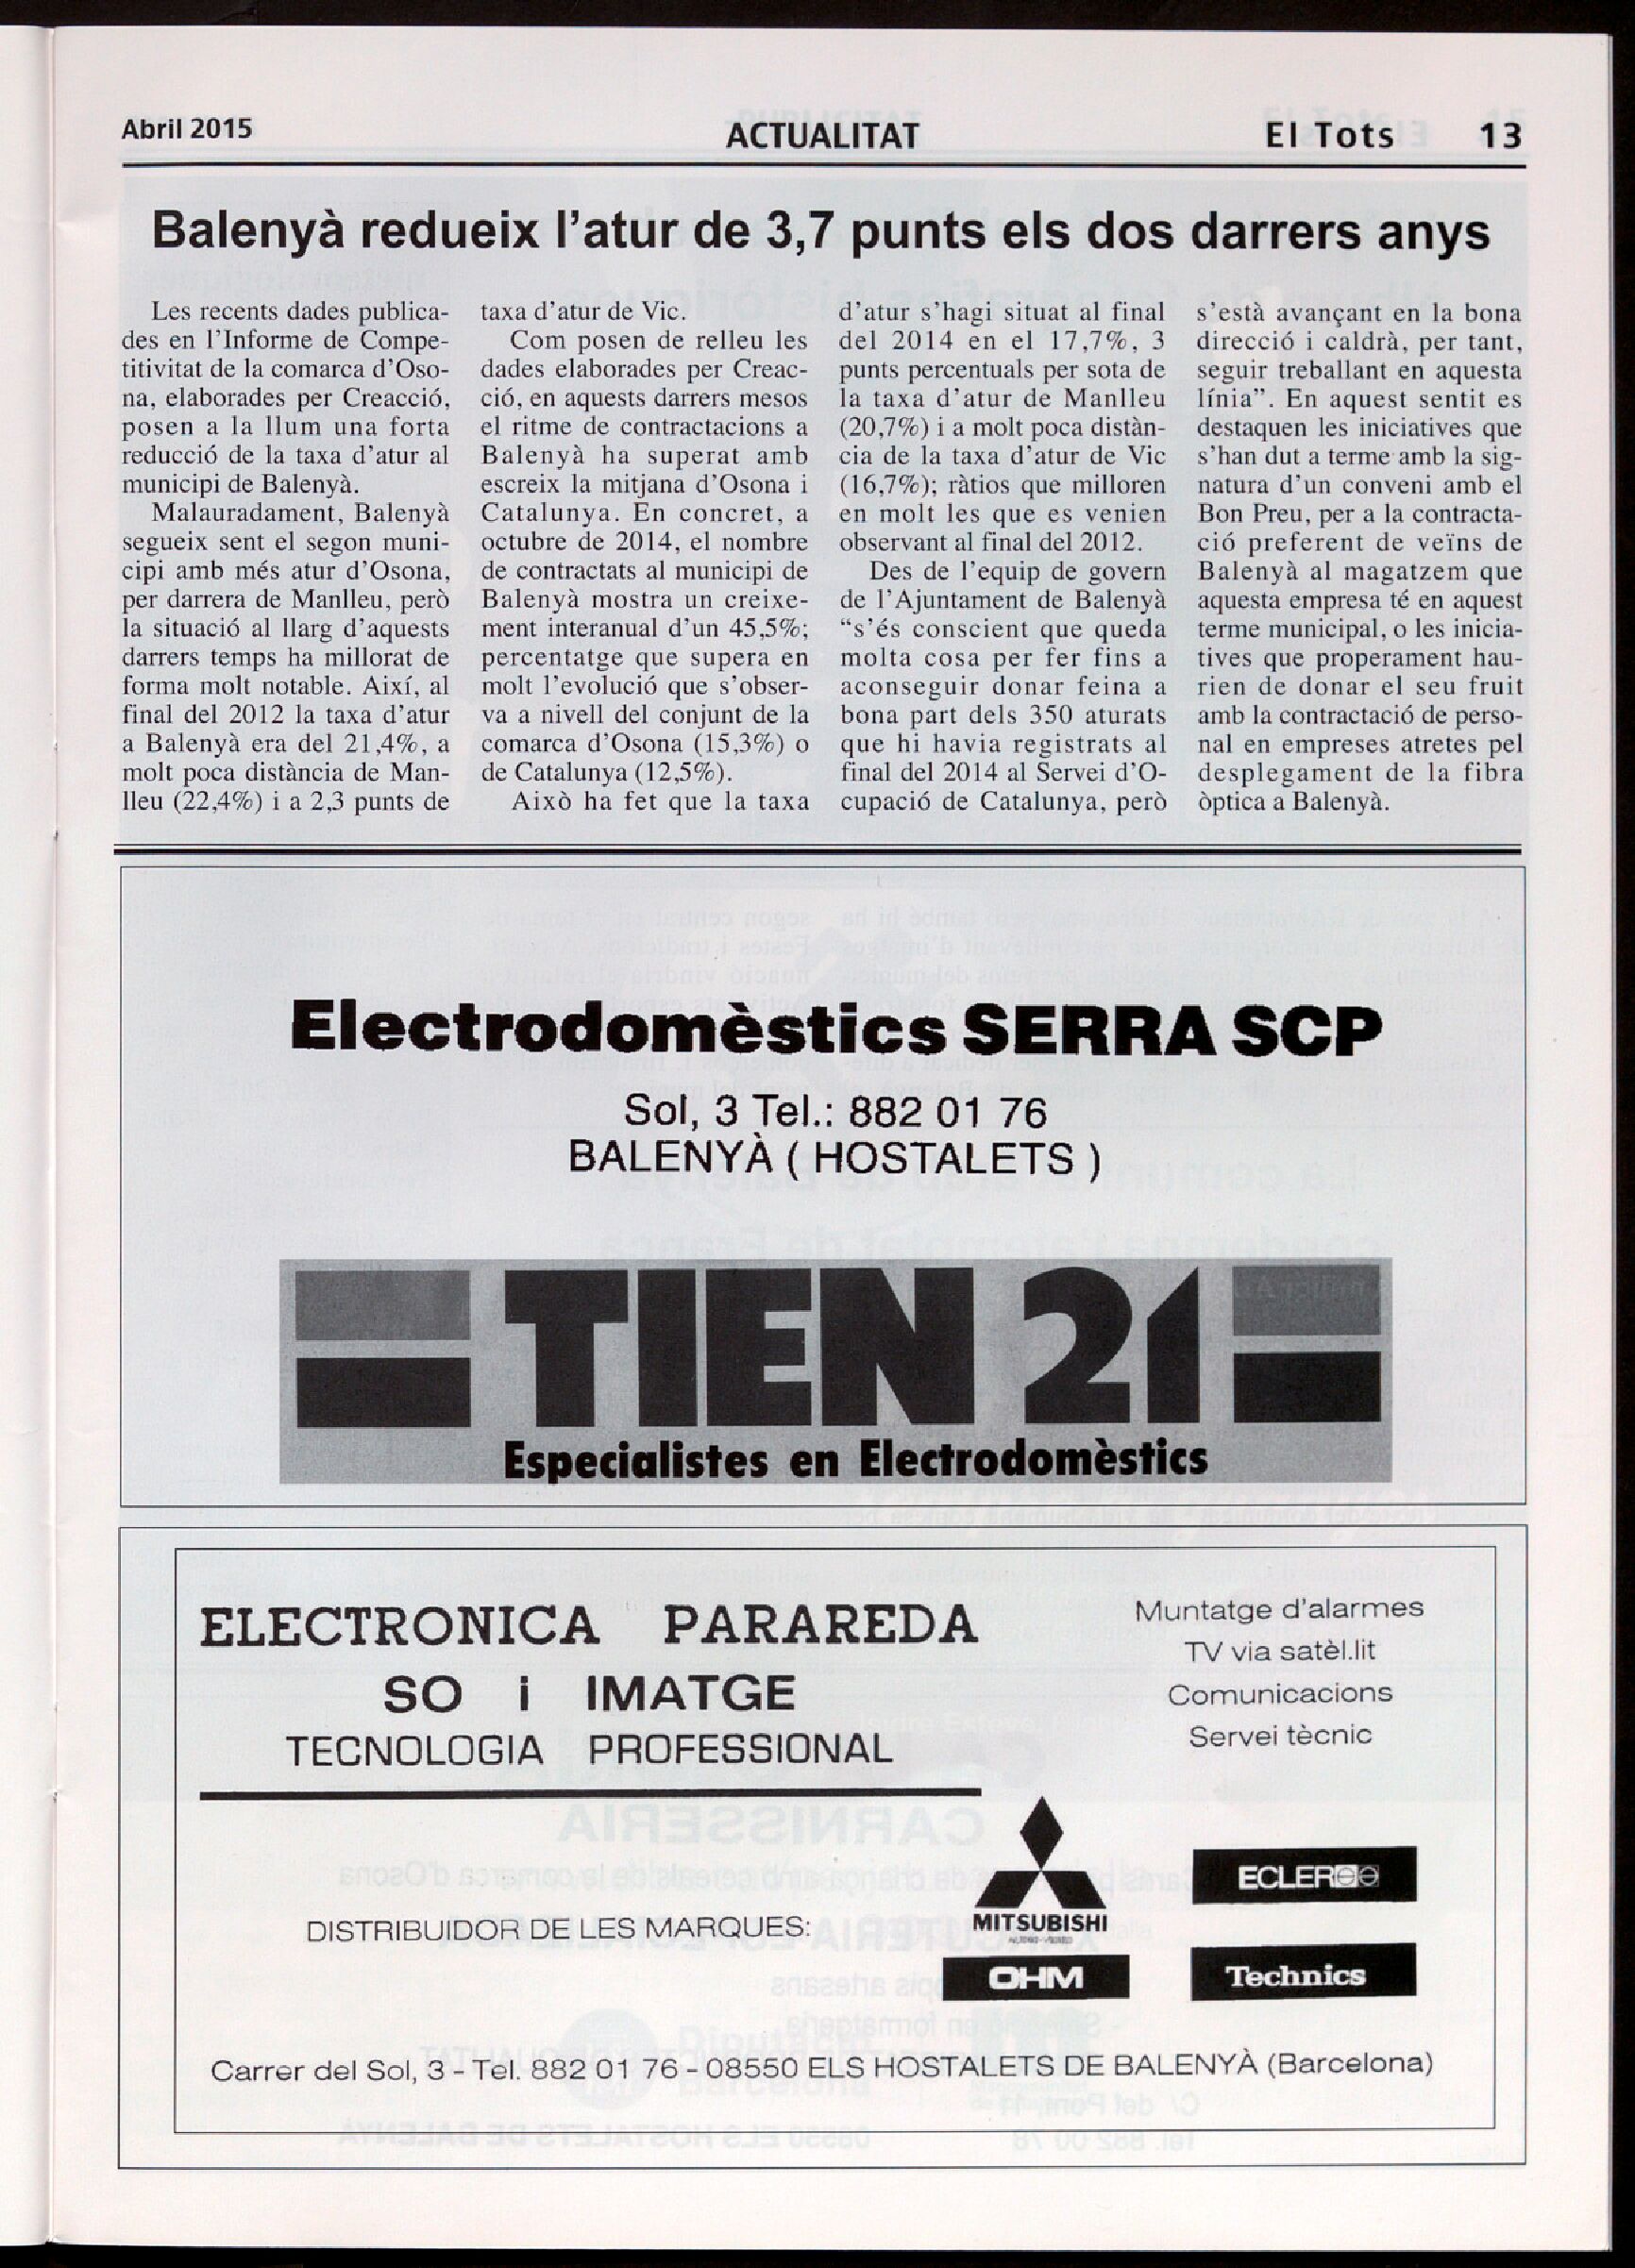 Abril 2015
ACTUALITAT
El Tots 13
Balenyà redueix l'atur de 3,7 punts els dos darrers anys
Les recents dades publica-
des en l'Informe de Compe-
titivitat de la comarca d'Oso-
na, elaborades per Creacció,
posen a la llum una forta
reducció de la taxa d'atur al
municipi de Balenyà.
Malauradament, Balenyà
segueix sent el segon muni-
cipi amb més atur d'Osona,
per darrera de Manlleu, però
la situació al llarg d'aquests
darrers temps ha millorat de
forma molt notable. Així, al
final del 2012 la taxa d'atur
a Balenyà era del 21,4%, a
molt poca distància de Man-
lleu (22,4%) i a 2,3 punts de
taxa d'atur de Vic.
Com posen de relleu les
dades elaborades per Creac-
ció, en aquests darrers mesos
el ritme de contractacions a
Balenyà ha superat amb
escreix la mitjana d'Osona i
Catalunya. En concret, a
octubre de 2014, el nombre
de contractats al municipi de
Balenyà mostra un creixe-
ment interanual d'un 45,5%;
percentatge que supera en
molt l'evolució que s'obser-
va a nivell del conjunt de la
comarca d'Osona (15,3%) o
de Catalunya (12,5%).
Això ha fet que la taxa
d'atur s'hagi situat al final
del 2014 en el 17,7%, 3
punts percentuals per sota de
la taxa d'atur de Manlleu
(20,7%) i a molt poca distàn-
cia de la taxa d'atur de Vic
(16,7%); ràtios que milloren
en molt les que es venien
observant al final del 2012.
Des de l'equip de govern
de l'Ajuntament de Balenyà
“s'és conscient que queda
molta cosa per fer fins a
aconseguir donar feina a
bona part dels 350 aturats
que hi havia registrats al
final del 2014 al Servei d'O-
cupació de Catalunya, però
s'està avançant en la bona
direcció i caldrà, per tant,
seguir treballant en aquesta
línia”. En aquest sentit es
destaquen les iniciatives que
s'han dut a terme amb la sig-
natura d'un conveni amb el
Bon Preu, per a la contracta-
ció preferent de veïns de
Balenyà al magatzem que
aquesta empresa té en aquest
terme municipal, o les inicia-
tives que properament hau-
rien de donar el seu fruit
amb la contractació de perso-
nal en empreses atretes pel
desplegament de la fibra
òptica a Balenyà.
Electrodomèstics SERRA SCP
Sol, 3 Tel.: 882 01 76
BALENYÀ ( HOSTALETS )
TIEN 21
Especialistes en Electrodomèstics
ELECTRONICA PARAREDA
SO i IMATGE
TECNOLOGIA PROFESSIONAL
Muntatge d'alarmes
TV via satèl.lit
Comunicacions
Servei tècnic
DISTRIBUIDOR DE LES MARQUES:
MITSUBISHI
OHM
ECLER
Technics
Carrer del Sol, 3 - Tel. 882 01 76 - 08550 ELS HOSTALETS DE BALENYÀ (Barcelona)